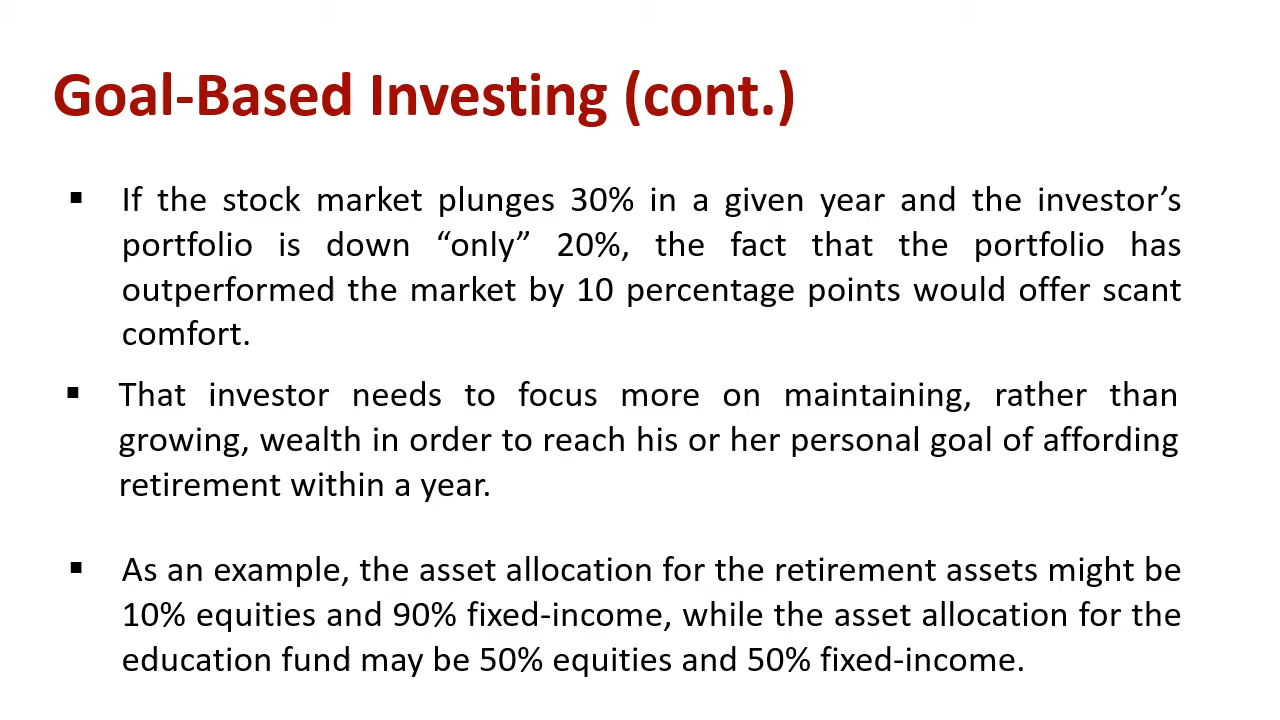 Goal-Based Investing (cont.)
▪ If the stock market plunges 30% in a given year and the investor’s
portfolio is down “only” 20%, the fact that the portfolio has
outperformed the market by 10 percentage points would offer scant
comfort.
▪ That investor needs to focus more on maintaining, rather than
growing, wealth in order to reach his or her personal goal of affording
retirement within a year.
▪ As an example, the asset allocation for the retirement assets might be
10% equities and 90% fixed-income, while the asset allocation for the
education fund may be 50% equities and 50% fixed-income.